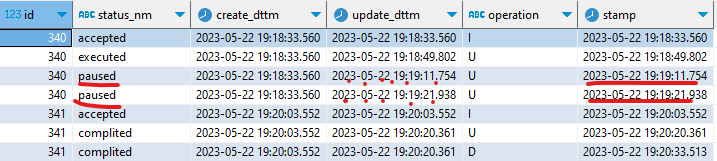 123 id ABC status_nm create_dttm update_dttm ABC operation stamp
340 accepted 2023-05-22 19:18:33.560 2023-05-22 19:18:33.560 I 2023-05-22 19:18:33.560
340 executed 2023-05-22 19:18:33.560 2023-05-22 19:18:49.802 U 2023-05-22 19:18:49.802
340 paused 2023-05-22 19:18:33.560 2023-05-22 19:19:11.754 U 2023-05-22 19:19:11.754
340 paused 2023-05-22 19:18:33.560 2023-05-22 19:19:21.938 U 2023-05-22 19:19:21.938
341 accepted 2023-05-22 19:20:03.552 2023-05-22 19:20:03.552 I 2023-05-22 19:20:03.552
341 complited 2023-05-22 19:20:03.552 2023-05-22 19:20:20.361 U 2023-05-22 19:20:20.361
341 complited 2023-05-22 19:20:03.552 2023-05-22 19:20:20.361 D 2023-05-22 19:20:33.513